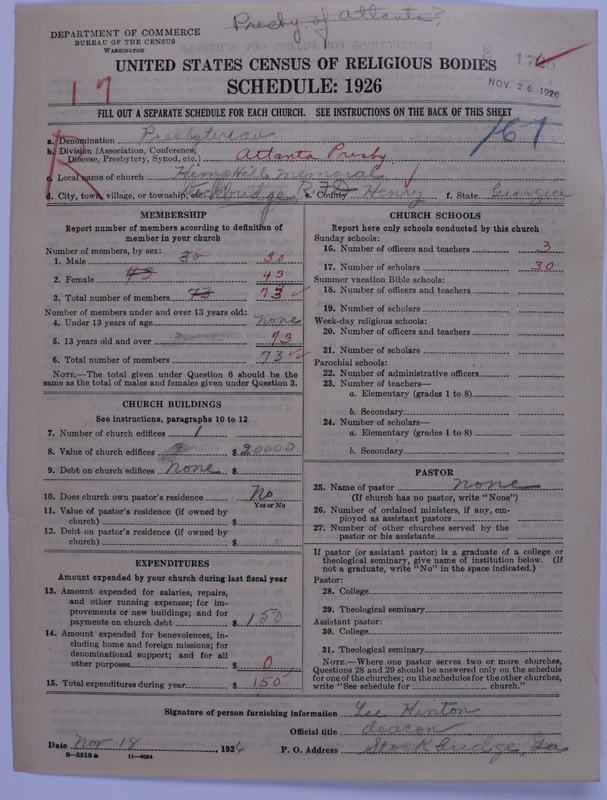 Presby of Atlanta?
DEPARTMENT OF COMMERCE
BUREAU OF THE CENSUS
WASHINGTON
UNITED STATES CENSUS OF RELIGIOUS BODIES
NOV 26 1926
17
SCHEDULE: 1926
FILL OUT A SEPARATE SCHEDULE FOR EACH CHURCH. SEE INSTRUCTIONS ON THE BACK OF THIS SHEET
167
a. Denomination Presbyterian
b. Division (Association, Conference,
Diocese, Presbytery, Synod, etc.) Atlanta Presby
c. Local name of church Hemphill Memorial
d. City, town, village, or township, etc. Stockbridge RFD e. County Henry f. State Georgia
MEMBERSHIP
Report number of members according to definition of
member in your church
Number of members, by sex:
1. Male 30 30
2. Female 43 43
3. Total number of members 73 73
Number of members under and over 13 years old:
4. Under 13 years of age none
5. 13 years old and over 73
6. Total number of members 73
NOTE.—The total given under Question 6 should be the
same as the total of males and females given under Question 3.
CHURCH BUILDINGS
See instructions, paragraphs 10 to 12
7. Number of church edifices 1
8. Value of church edifices $ 20000
9. Debt on church edifices None $
10. Does church own pastor's residence No
Yes or No
11. Value of pastor's residence (if owned by
church) $
12. Debt on pastor's residence (if owned by
church) $
EXPENDITURES
Amount expended by your church during last fiscal year
13. Amount expended for salaries, repairs,
and other running expenses; for im-
provements or new buildings; and for
payments on church debt $ 150
14. Amount expended for benevolences, in-
cluding home and foreign missions; for
denominational support; and for all
other purposes $ 0
15. Total expenditures during year $ 150
CHURCH SCHOOLS
Report here only schools conducted by this church
Sunday schools:
16. Number of officers and teachers 3
17. Number of scholars 30
Summer vacation Bible schools:
18. Number of officers and teachers
19. Number of scholars
Week-day religious schools:
20. Number of officers and teachers
21. Number of scholars
Parochial schools:
22. Number of administrative officers
23. Number of teachers—
a. Elementary (grades 1 to 8)
b. Secondary
24. Number of scholars—
a. Elementary (grades 1 to 8)
b. Secondary
PASTOR
25. Name of pastor None
(If church has no pastor, write "None")
26. Number of ordained ministers, if any, em-
ployed as assistant pastors
27. Number of other churches served by the
pastor or his assistants
If pastor (or assistant pastor) is a graduate of a college or
theological seminary, give name of institution below. (If
not a graduate, write "No" in the space indicated.)
Pastor:
28. College
29. Theological seminary
Assistant pastor:
30. College
31. Theological seminary
NOTE.—Where one pastor serves two or more churches,
Questions 28 and 29 should be answered only on the schedule
for one of the churches; on the schedules for the other churches,
write "See schedule for church."
Signature of person furnishing information Lee Hinton
Official title deacon
Date Nov 18, 1926 P. O. Address Stockbridge, Ga
6-5518a 11-9034